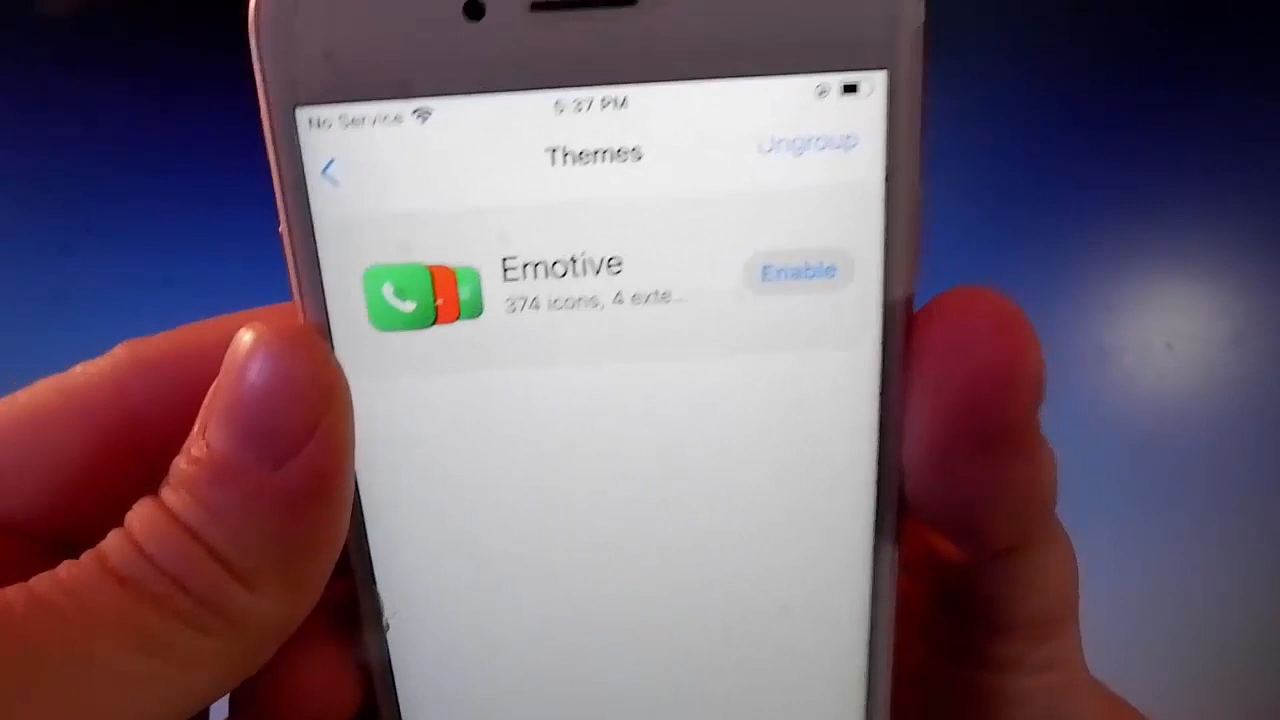 No Service
5:37 PM
Themes
Ungroup
Emotive
374 icons, 4 exte...
Enable